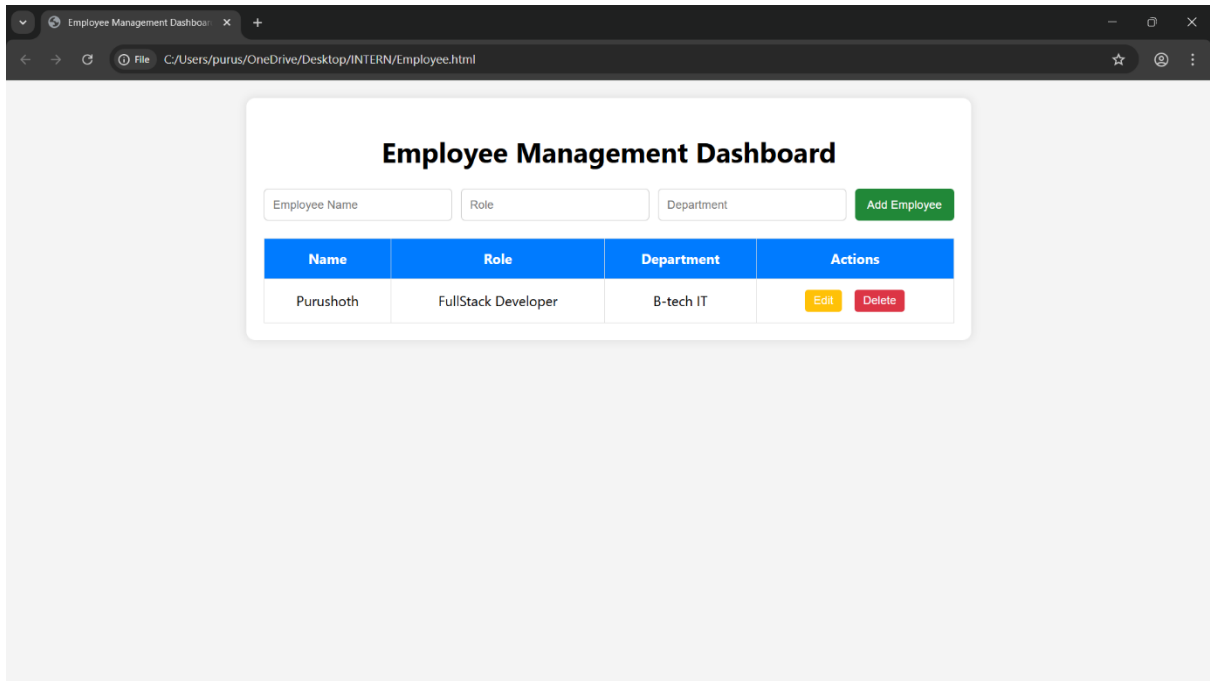 Employee Management Dashboar
File C:/Users/purus/OneDrive/Desktop/INTERN/Employee.html
Employee Management Dashboard
Employee Name Role Department Add Employee
Name Role Department Actions
Purushoth FullStack Developer B-tech IT Edit Delete